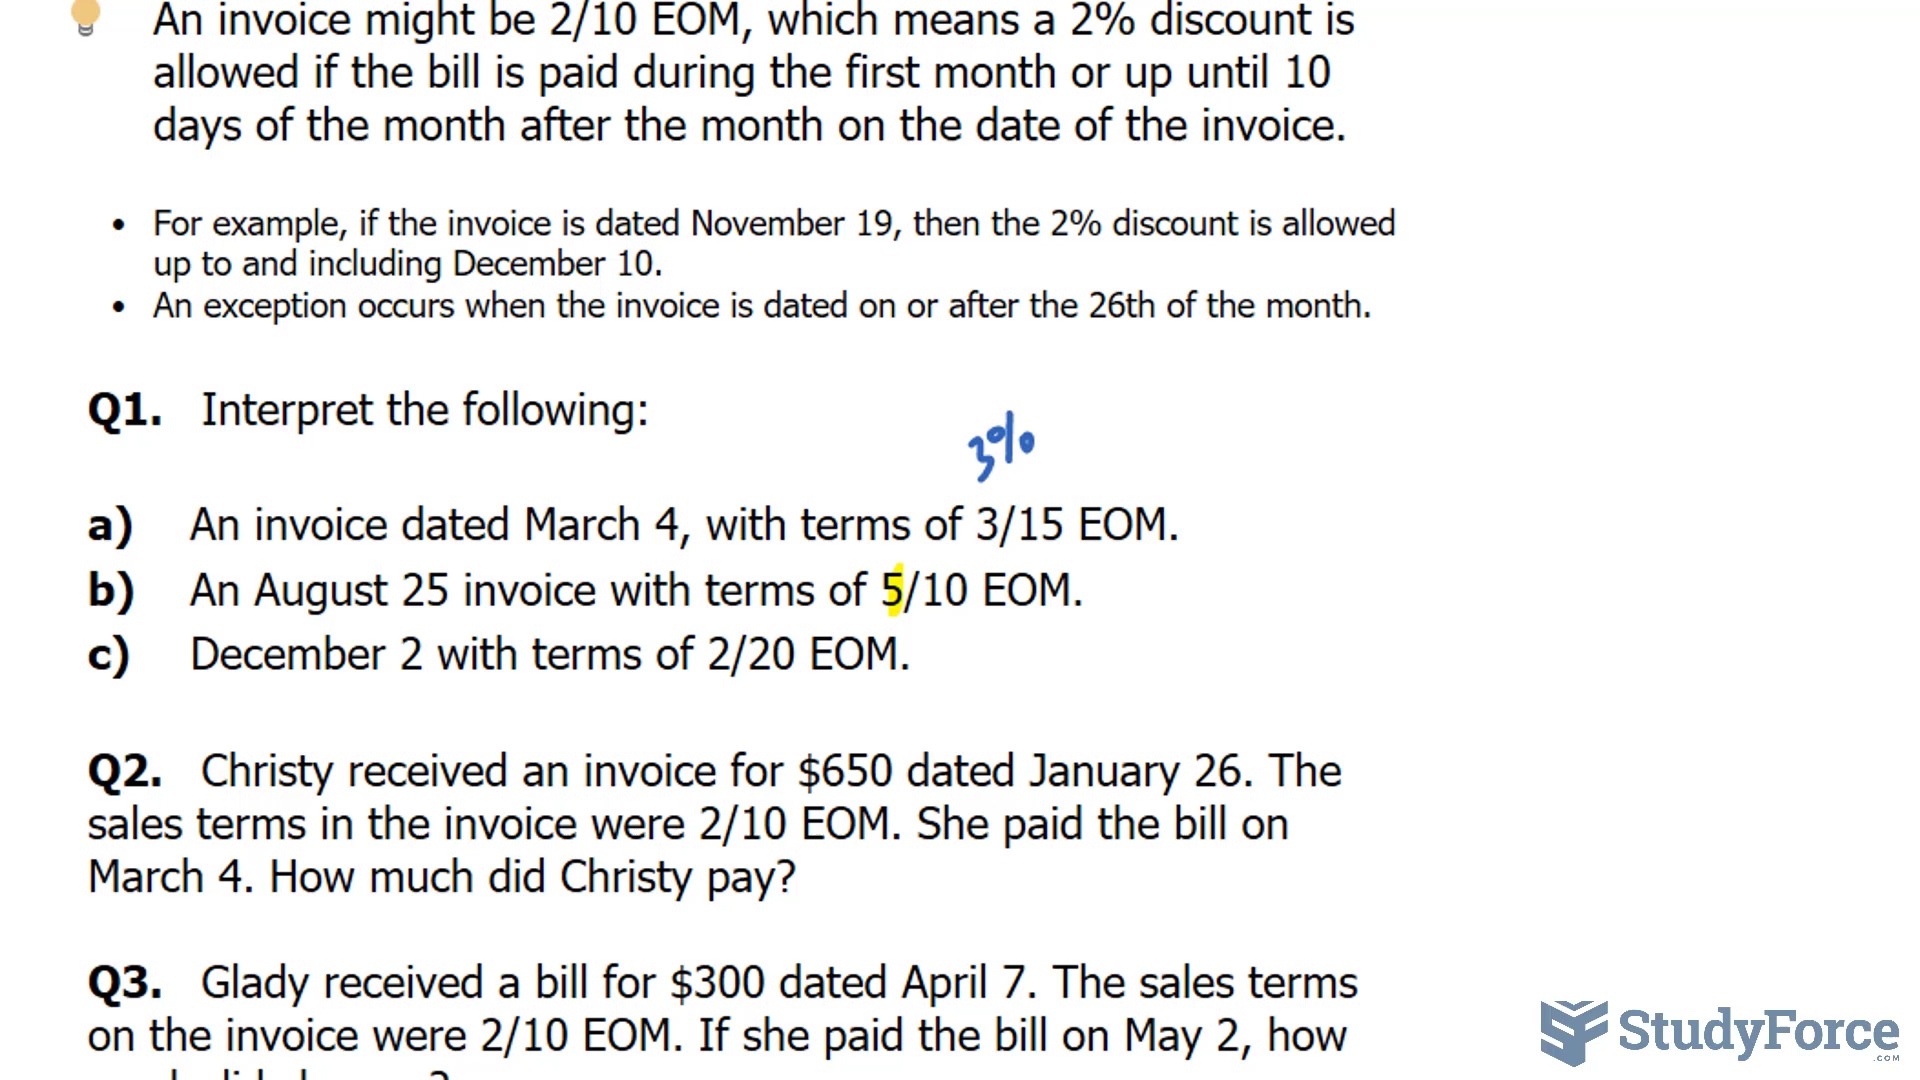 An invoice might be 2/10 EOM, which means a 2% discount is
allowed if the bill is paid during the first month or up until 10
days of the month after the month on the date of the invoice.
• For example, if the invoice is dated November 19, then the 2% discount is allowed
up to and including December 10.
• An exception occurs when the invoice is dated on or after the 26th of the month.
Q1. Interpret the following:
3%
a) An invoice dated March 4, with terms of 3/15 EOM.
b) An August 25 invoice with terms of 5/10 EOM.
c) December 2 with terms of 2/20 EOM.
Q2. Christy received an invoice for $650 dated January 26. The
sales terms in the invoice were 2/10 EOM. She paid the bill on
March 4. How much did Christy pay?
Q3. Glady received a bill for $300 dated April 7. The sales terms
on the invoice were 2/10 EOM. If she paid the bill on May 2, how
StudyForce
.COM